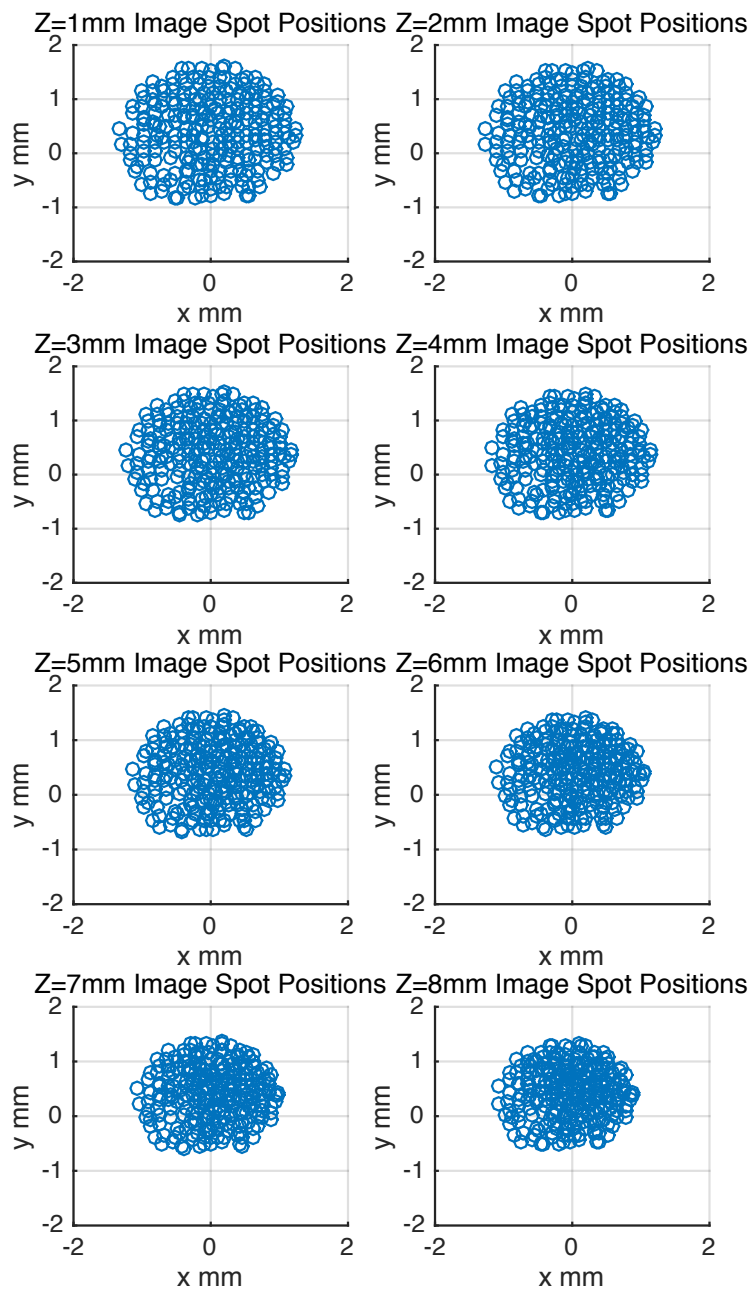 Z=1mm Image Spot Positions Z=2mm Image Spot Positions
2 2
1 1
y mm y mm
0 0
-1 -1
-2 -2
-2 0 2 -2 0 2
x mm x mm
Z=3mm Image Spot Positions Z=4mm Image Spot Positions
2 2
1 1
y mm y mm
0 0
-1 -1
-2 -2
-2 0 2 -2 0 2
x mm x mm
Z=5mm Image Spot Positions Z=6mm Image Spot Positions
2 2
1 1
y mm y mm
0 0
-1 -1
-2 -2
-2 0 2 -2 0 2
x mm x mm
Z=7mm Image Spot Positions Z=8mm Image Spot Positions
2 2
1 1
y mm y mm
0 0
-1 -1
-2 -2
-2 0 2 -2 0 2
x mm x mm